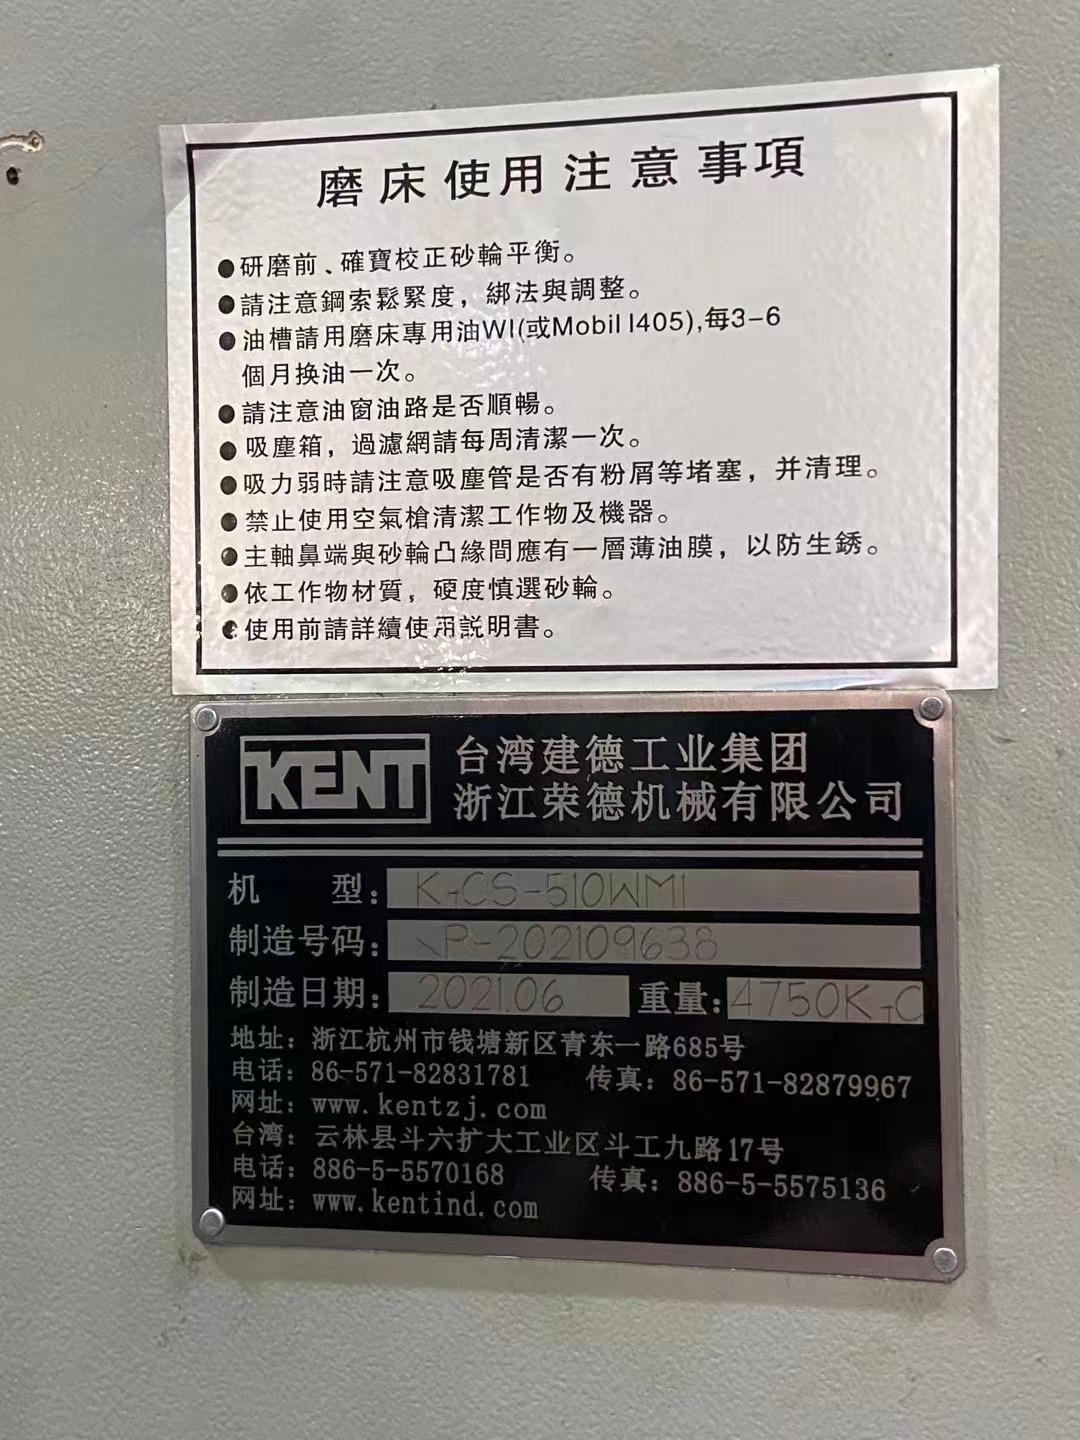 磨床使用注意事項
●研磨前、確寶校正砂輪平衡。
●請注意鋼索鬆緊度，綁法與調整。
●油槽請用磨床專用油WI(或Mobil I405),每3-6
個月换油一次。
●請注意油窗油路是否順暢。
●吸塵箱，過濾網請每周清潔一次。
●吸力弱時請注意吸塵管是否有粉屑等堵塞，并清理。
●禁止使用空氣槍清潔工作物及機器。
●主軸鼻端與砂輪凸緣間應有一層薄油膜，以防生銹。
●依工作物材質，硬度慎選砂輪。
●使用前請詳續使用説明書。
KENT 台湾建德工业集团
浙江荣德机械有限公司
机 型: KGS-510WM1
制造号码: P-202109638
制造日期: 2021.06 重量: 4750KG
地址: 浙江杭州市钱塘新区青东一路685号
电话: 86-571-82831781 传真: 86-571-82879967
网址: www.kentzj.com
台湾: 云林县斗六扩大工业区斗工九路17号
电话: 886-5-5570168 传真: 886-5-5575136
网址: www.kentind.com